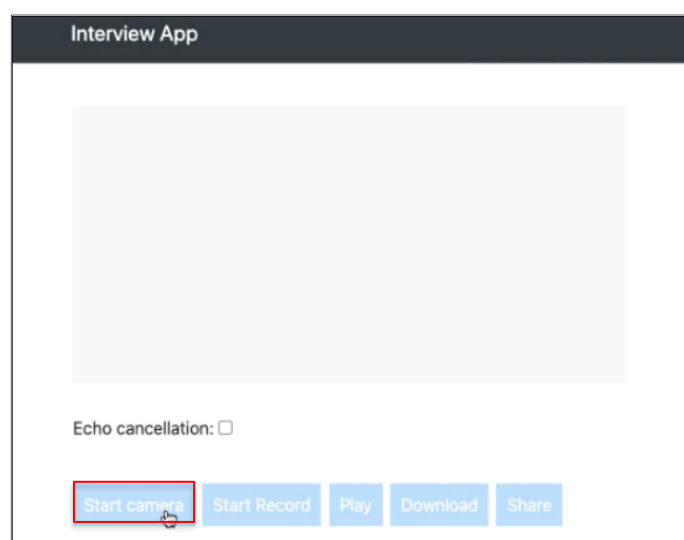 Interview App
Echo cancellation:
Start camera Start Record Play Download Share